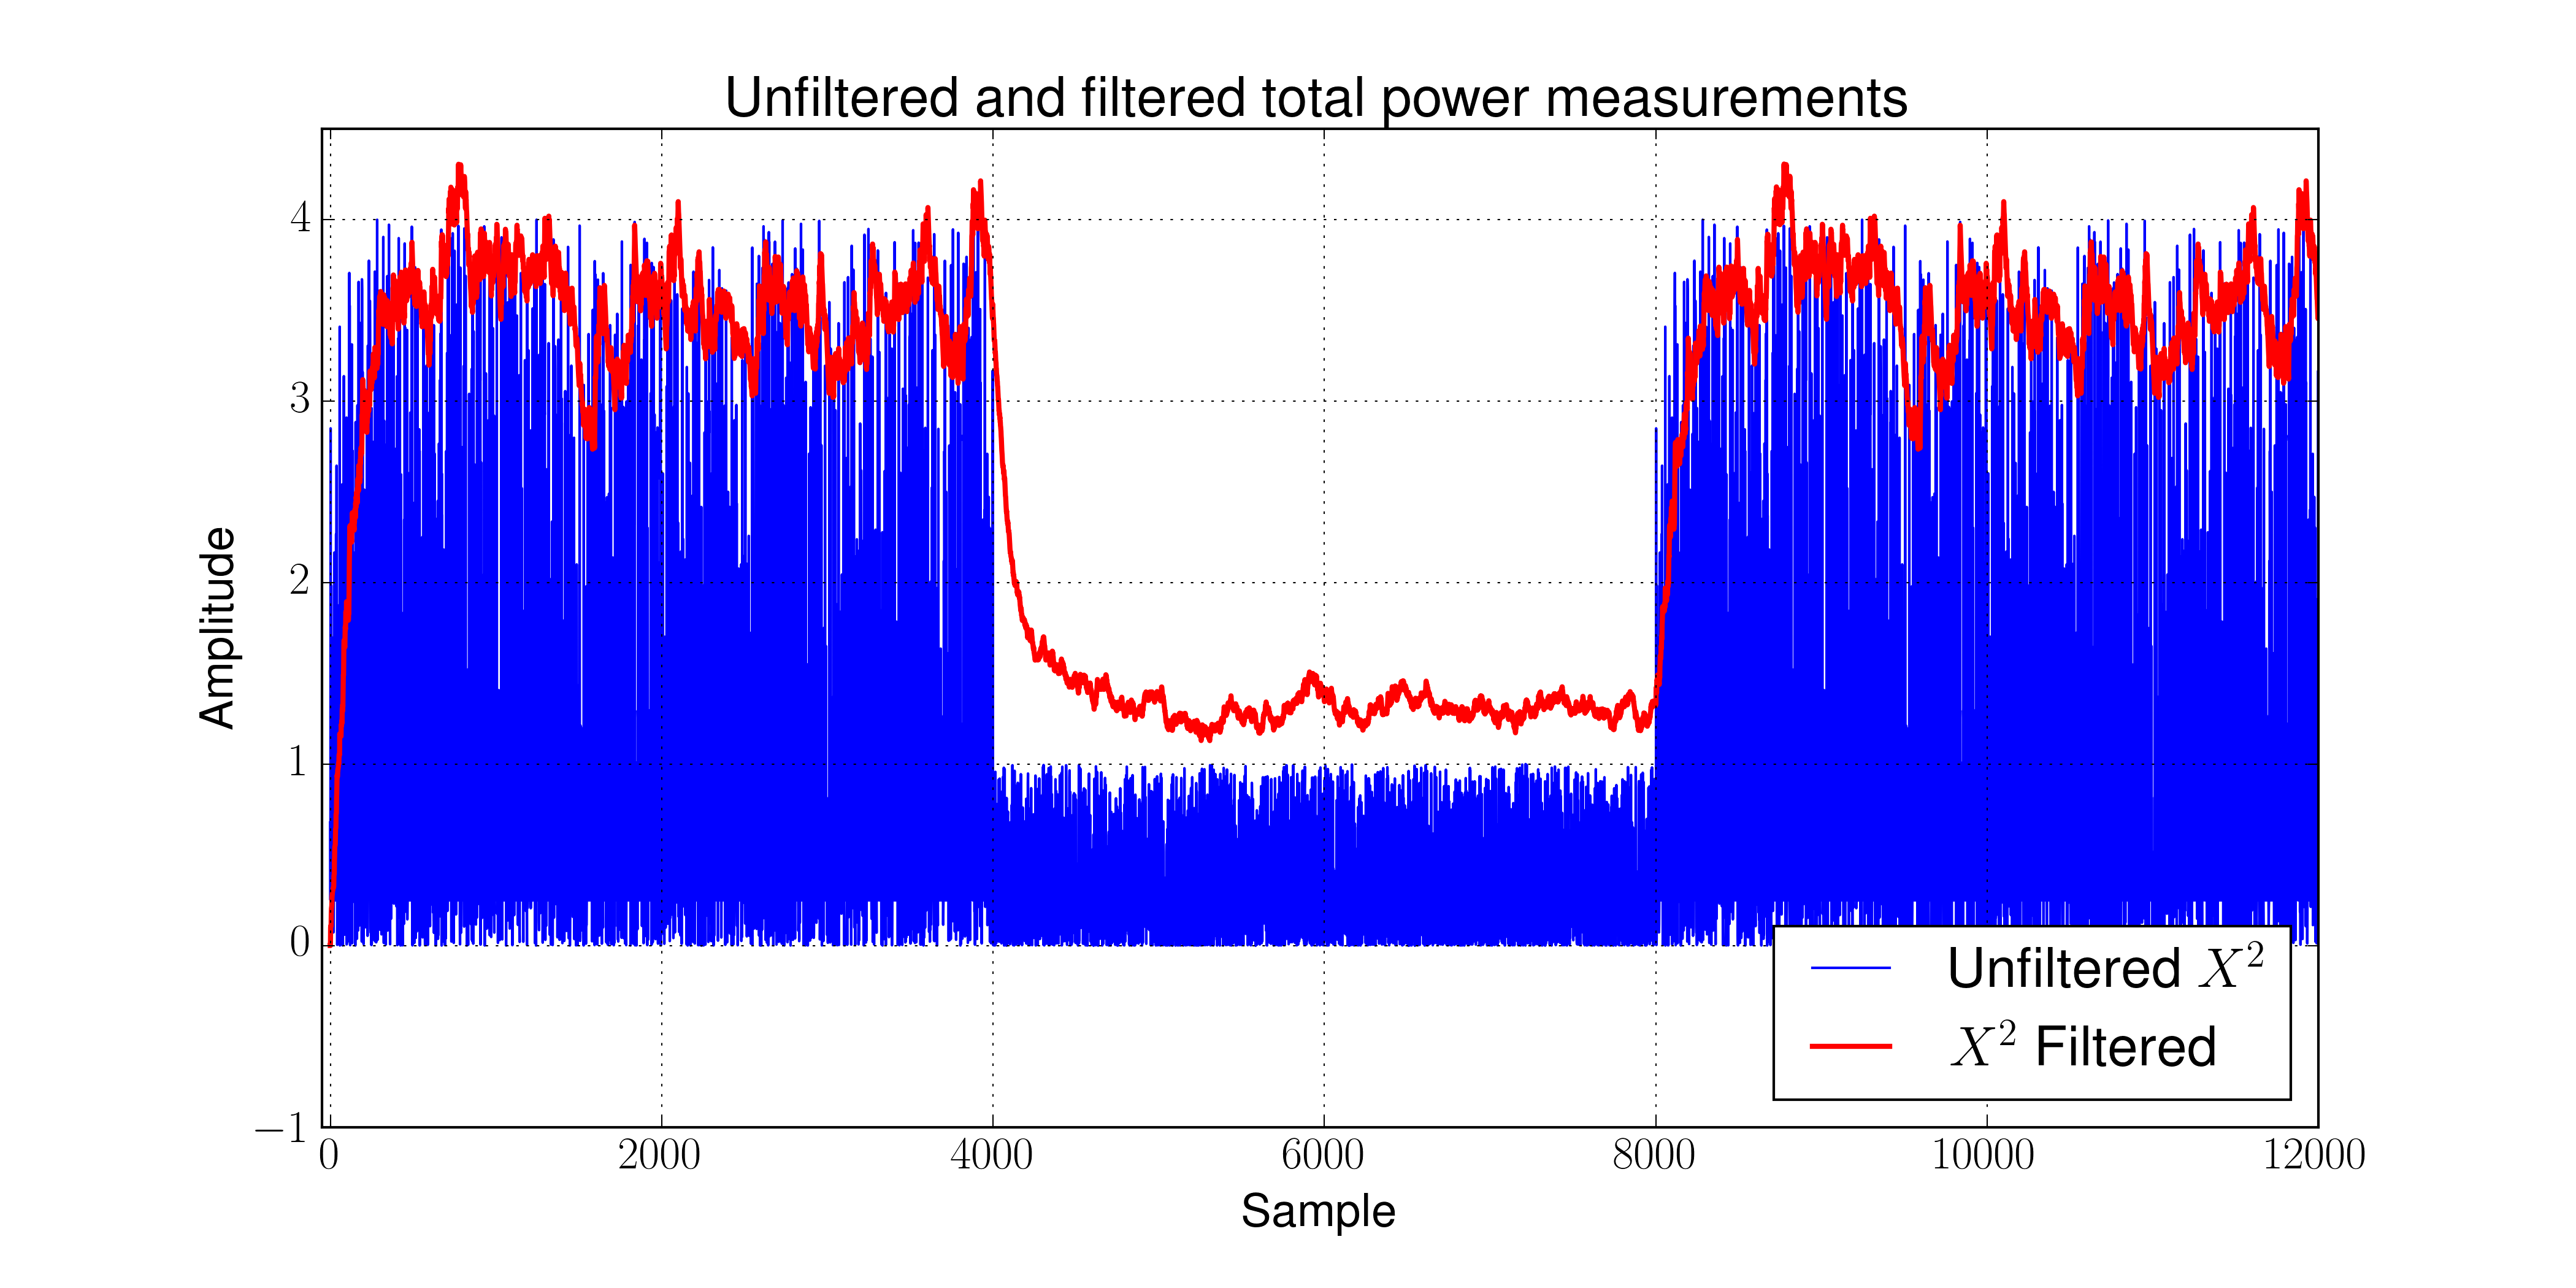 Unfiltered and filtered total power measurements
4
3
2
1
0
−1
Amplitude
Unfiltered X²
X² Filtered
0 2000 4000 6000 8000 10000 12000
Sample